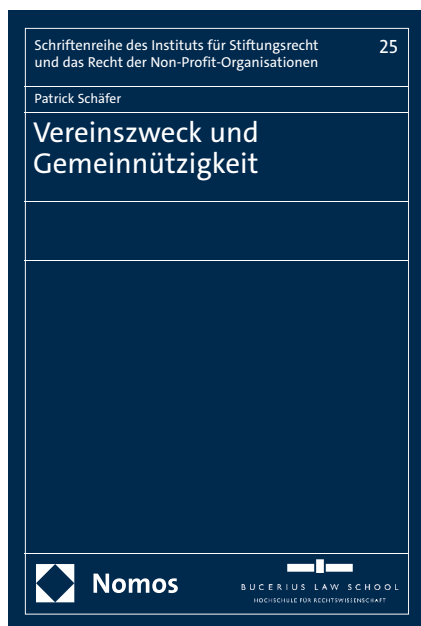 Schriftenreihe des Instituts für Stiftungsrecht 25
und das Recht der Non-Profit-Organisationen
Patrick Schäfer
Vereinszweck und
Gemeinnützigkeit
Nomos
BUCERIUS LAW SCHOOL
HOCHSCHULE FÜR RECHTSWISSENSCHAFT